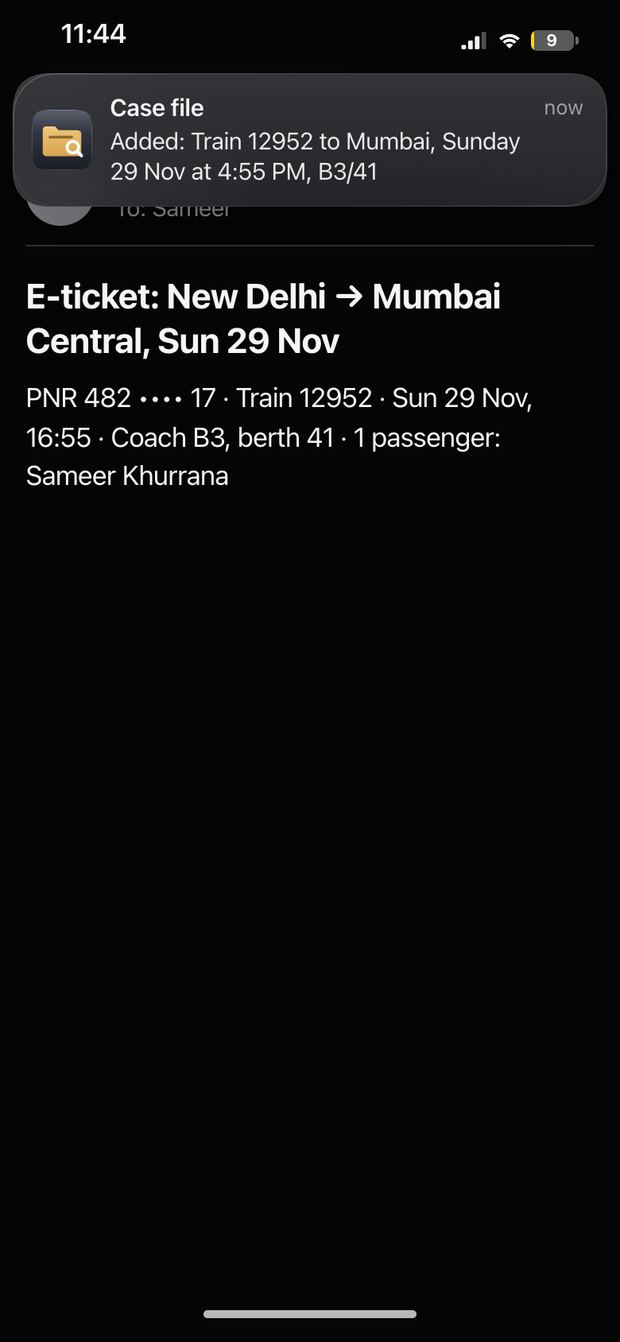 11:44
9
Case file
now
Added: Train 12952 to Mumbai, Sunday
29 Nov at 4:55 PM, B3/41
To: Sameer
E-ticket: New Delhi → Mumbai
Central, Sun 29 Nov
PNR 482 •••• 17 · Train 12952 · Sun 29 Nov,
16:55 · Coach B3, berth 41 · 1 passenger:
Sameer Khurrana